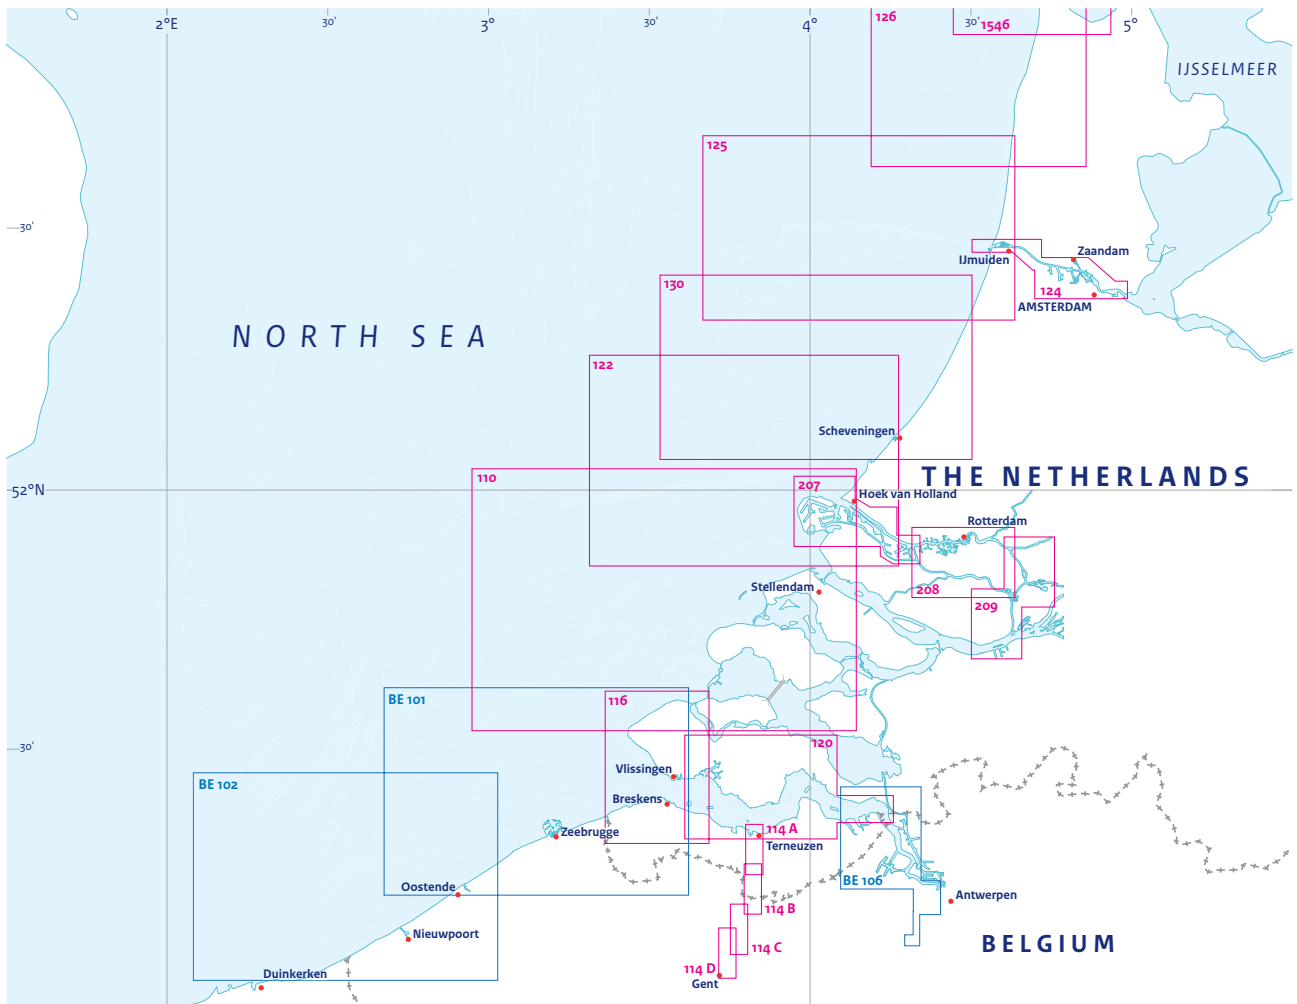 2°E
30'
3°
30'
4°
30'
5°
126
1546
IJSSELMEER
125
30'
Zaandam
IJmuiden
130
124
AMSTERDAM
NORTH SEA
122
Scheveningen
110
THE NETHERLANDS
207
52°N
Hoek van Holland
Rotterdam
Stellendam
208
209
BE 101
116
120
30'
Vlissingen
BE 102
Breskens
Zeebrugge
114 A
Terneuzen
BE 106
Oostende
Antwerpen
114 B
Nieuwpoort
BELGIUM
114 C
114 D
Duinkerken
Gent